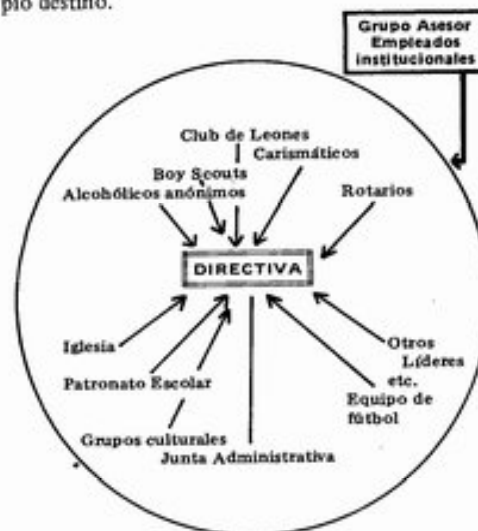 pio destino.
Grupo Asesor
Empleados
institucionales
Club de Leones
Carismáticos
Boy Scouts
Alcohólicos anónimos
Rotarios
DIRECTIVA
Iglesia
Otros
Líderes
etc.
Patronato Escolar
Equipo de
fútbol
Grupos culturales
Junta Administrativa